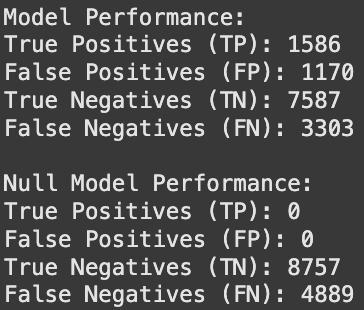 Model Performance:
True Positives (TP): 1586
False Positives (FP): 1170
True Negatives (TN): 7587
False Negatives (FN): 3303
Null Model Performance:
True Positives (TP): 0
False Positives (FP): 0
True Negatives (TN): 8757
False Negatives (FN): 4889